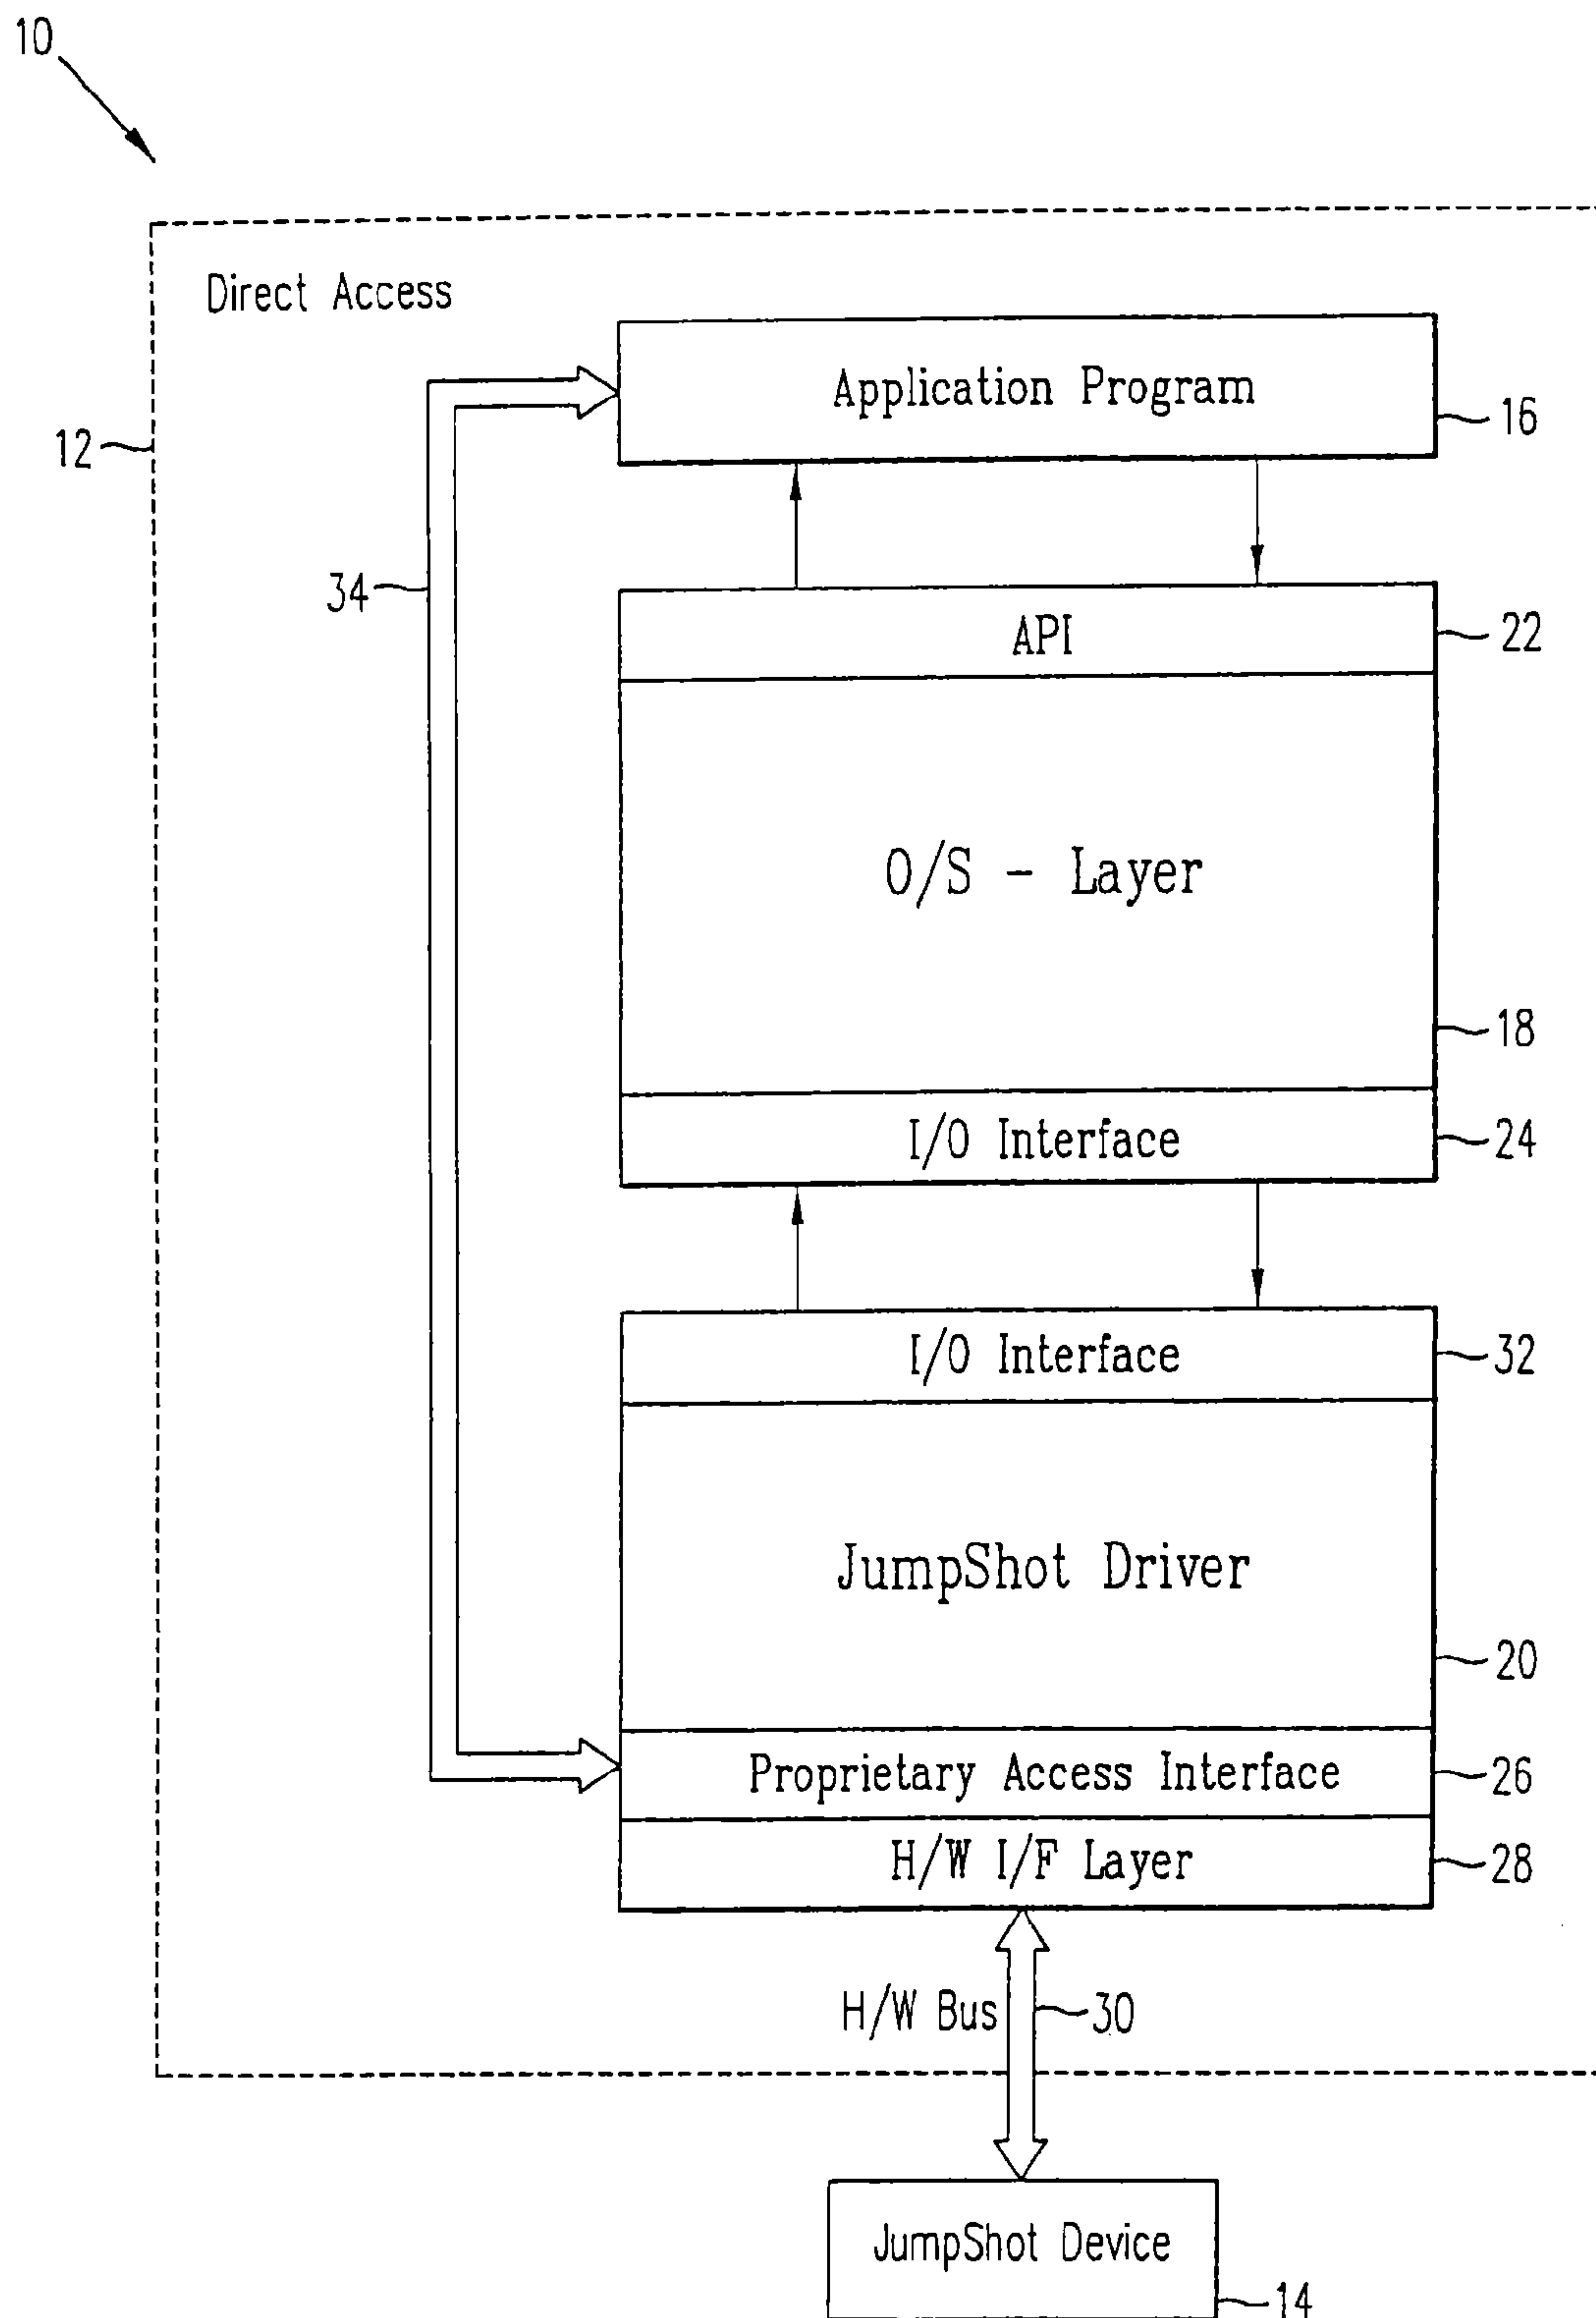 10
Direct Access
Application Program
16
12
34
API
22
O/S - Layer
18
I/O Interface
24
I/O Interface
32
JumpShot Driver
20
Proprietary Access Interface
26
H/W I/F Layer
28
H/W Bus
30
JumpShot Device
14